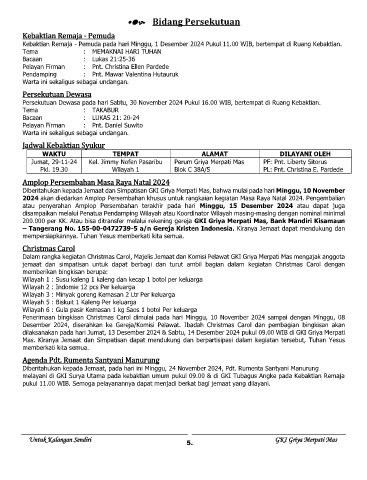 Bidang Persekutuan
Kebaktian Remaja - Pemuda
Kebaktian Remaja - Pemuda pada hari Minggu, 1 Desember 2024 Pukul 11.00 WIB, bertempat di Ruang Kebaktian.
Tema : MEMAKNAI HARI TUHAN
Bacaan : Lukas 21:25-36
Pelayan Firman : Pnt. Christina Ellen Pardede
Pendamping : Pnt. Mawar Valentina Hutauruk
Warta ini sekaligus sebagai undangan.
Persekutuan Dewasa
Persekutuan Dewasa pada hari Sabtu, 30 November 2024 Pukul 16.00 WIB, bertempat di Ruang Kebaktian.
Tema : TAKABUR
Bacaan : LUKAS 21: 20-24
Pelayan Firman : Pnt. Daniel Suwito
Warta ini sekaligus sebagai undangan.
Jadwal Kebaktian Syukur
WAKTU TEMPAT ALAMAT DILAYANI OLEH
Jumat, 29-11-24 Kel. Jimmy Nofen Pasaribu Perum Griya Merpati Mas PF: Pnt. Liberty Sitorus
Pkl. 19.30 Wilayah 1 Blok C 38A/5 PL: Pnt. Christina E. Pardede
Amplop Persembahan Masa Raya Natal 2024
Diberitahukan kepada Jemaat dan Simpatisan GKI Griya Merpati Mas, bahwa mulai pada hari Minggu, 10 November
2024 akan diedarkan Amplop Persembahan khusus untuk rangkaian kegiatan Masa Raya Natal 2024. Pengembalian
atau penyerahan Amplop Persembahan terakhir pada hari Minggu, 15 Desember 2024 atau dapat juga
disampaikan melalui Penatua Pendamping Wilayah atau Koordinator Wilayah masing-masing dengan nominal minimal
200.000 per KK. Atau bisa ditransfer melalui rekening gereja GKI Griya Merpati Mas, Bank Mandiri Kisamaun
– Tangerang No. 155-00-0472739-5 a/n Gereja Kristen Indonesia. Kiranya Jemaat dapat mendukung dan
mempersiapkannya. Tuhan Yesus memberkati kita semua.
Christmas Carol
Dalam rangka kegiatan Christmas Carol, Majelis Jemaat dan Komisi Pelawat GKI Griya Merpati Mas mengajak anggota
jemaat dan simpatisan untuk dapat berbagi dan turut ambil bagian dalam kegiatan Christmas Carol dengan
memberikan bingkisan berupa:
Wilayah 1 : Susu kaleng 1 kaleng dan kecap 1 botol per keluarga
Wilayah 2 : Indomie 12 pcs Per keluarga
Wilayah 3 : Minyak goreng Kemasan 2 Ltr Per keluarga
Wilayah 5 : Biskuit 1 Kaleng Per keluarga
Wilayah 6 : Gula pasir Kemasan 1 kg Saos 1 botol Per keluarga
Penerimaan bingkisan Christmas Carol dimulai pada hari Minggu, 10 November 2024 sampai dengan Minggu, 08
Desember 2024, diserahkan ke Gereja/Komisi Pelawat. Ibadah Christmas Carol dan pembagian bingkisan akan
dilaksanakan pada hari Jumat, 13 Desember 2024 & Sabtu, 14 Desember 2024 pukul 09.00 WIB di GKI Griya Merpati
Mas. Kiranya Jemaat dan Simpatisan dapat mendukung dan berpartisipasi dalam kegiatan tersebut, Tuhan Yesus
memberkati kita semua.
Agenda Pdt. Rumenta Santyani Manurung
Diberitahukan kepada Jemaat, pada hari ini Minggu, 24 November 2024, Pdt. Rumenta Santyani Manurung
melayani di GKI Surya Utama pada kebaktian umum pukul 09.00 & di GKI Tubagus Angke pada Kebaktian Remaja
pukul 11.00 WIB. Semoga pelayanannya dapat menjadi berkat bagi jemaat yang dilayani.
Untuk Kalangan Sendiri GKI Griya Merpati Mas
5.